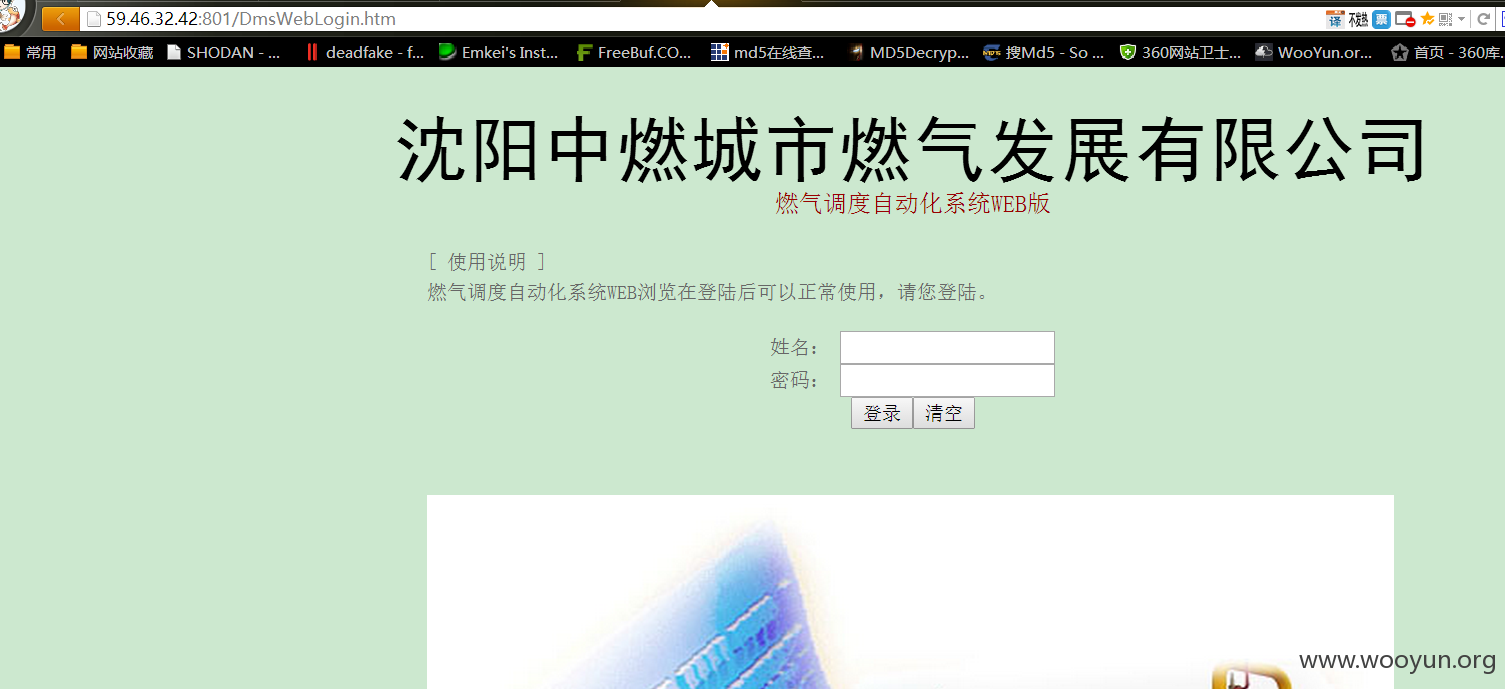 59.46.32.42:801/DmsWebLogin.htm
译 不熟 票
常用 网站收藏 SHODAN - ... deadfake - f... Emkei's Inst... FreeBuf.CO... md5在线查... MD5Decryp... 搜Md5 - So ... 360网站卫士... WooYun.or... 首页 - 360库.
沈阳中燃城市燃气发展有限公司
燃气调度自动化系统WEB版
[ 使用说明 ]
燃气调度自动化系统WEB浏览在登陆后可以正常使用，请您登陆。
姓名：
密码：
登录 清空
www.wooyun.org